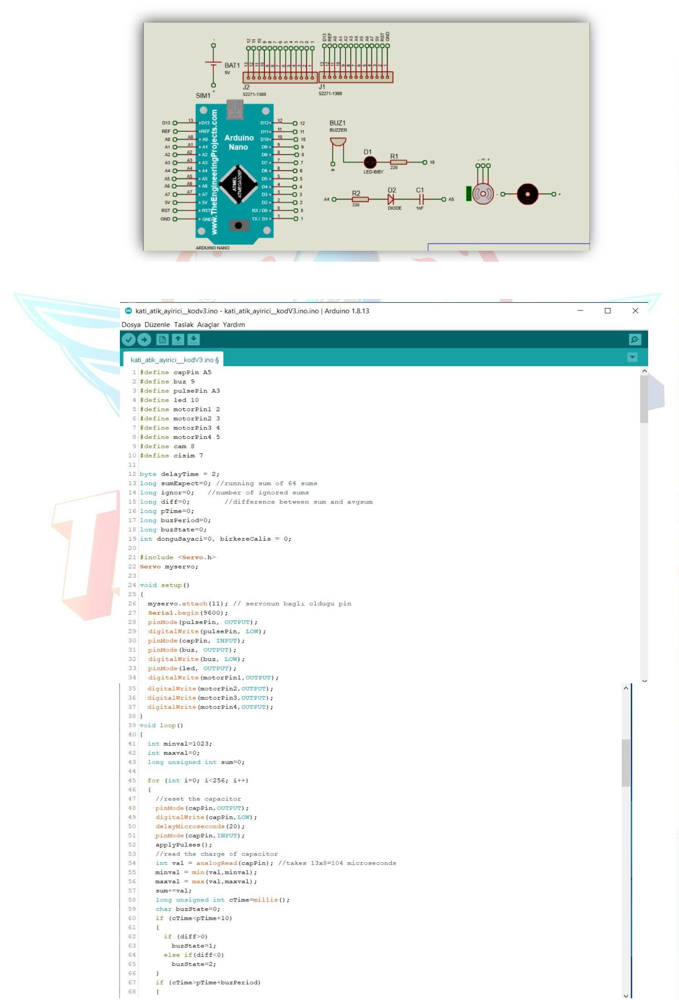 -
BAT1
9V
+
12 11 10 9 8 7 6 5 4 3 2 0 1
13 12 11 10 9 8 7 6 5 4 3 2 1
J2
52271-1369
D13 REF A0 A1 A2 A3 A4 A5 A6 A7 5V RST GND
13 12 11 10 9 8 7 6 5 4 3 2 1
J1
52271-1369
SIM1
D13 13 D13 D12 12 12
REF REF D11 11 11
A0 A0 A0 D10 10 10
A1 A1 A1 D9 9 9
A2 A2 A2 D8 8 8
A3 A3 A3 D7 7 7
A4 A4 A4 D6 6 6
A5 A5 A5 D5 5 5
A6 A6 A6 D4 4 4
A7 A7 A7 D3 3 3
5V 5V D2 2 2
RST RST RX / D0 0 0
GND GND TX / D1 1 1
www.TheEngineeringProjects.com
Arduino
Nano
ATMEL
ATMEGA328P
ARDUINO NANO
BUZ1
BUZZER
9
D1
LED-BIBY
R1
220
10
A4
R2
330
D2
DIODE
C1
1nF
A5
- 3 +
- +
kati_atik_ayirici__kodv3.ino - kati_atik_ayirici__kodV3.ino.ino | Arduino 1.8.13
Dosya Düzenle Taslak Araçlar Yardım
kati_atik_ayirici__kodV3.ino §
1 #define capPin A5
2 #define buz 9
3 #define pulsePin A3
4 #define led 10
5 #define motorPin1 2
6 #define motorPin2 3
7 #define motorPin3 4
8 #define motorPin4 5
9 #define cam 8
10 #define cisim 7
11
12 byte delayTime = 2;
13 long sumExpect=0; //running sum of 64 sums
14 long ignor=0;   //number of ignored sums
15 long diff=0;        //difference between sum and avgsum
16 long pTime=0;
17 long buzPeriod=0;
18 long buzState=0;
19 int donguSayaci=0, birkereCalis = 0;
20
21 #include <Servo.h>
22 Servo myservo;
23
24 void setup()
25 {
26   myservo.attach(11); // servonun baglı oldugu pin
27   Serial.begin(9600);
28   pinMode(pulsePin, OUTPUT);
29   digitalWrite(pulsePin, LOW);
30   pinMode(capPin, INPUT);
31   pinMode(buz, OUTPUT);
32   digitalWrite(buz, LOW);
33   pinMode(led, OUTPUT);
34   digitalWrite(motorPin1,OUTPUT);
35   digitalWrite(motorPin2,OUTPUT);
36   digitalWrite(motorPin3,OUTPUT);
37   digitalWrite(motorPin4,OUTPUT);
38 }
39 void loop()
40 {
41   int minval=1023;
42   int maxval=0;
43   long unsigned int sum=0;
44
45   for (int i=0; i<256; i++)
46   {
47     //reset the capacitor
48     pinMode(capPin,OUTPUT);
49     digitalWrite(capPin,LOW);
50     delayMicroseconds(20);
51     pinMode(capPin,INPUT);
52     applyPulses();
53     //read the charge of capacitor
54     int val = analogRead(capPin); //takes 13x8=104 microseconds
55     minval = min(val,minval);
56     maxval = max(val,maxval);
57     sum+=val;
58     long unsigned int cTime=millis();
59     char buzState=0;
60     if (cTime<pTime+10)
61     {
62       if (diff>0)
63         buzState=1;
64       else if(diff<0)
65         buzState=2;
66     }
67     if (cTime>pTime+buzPeriod)
68     {